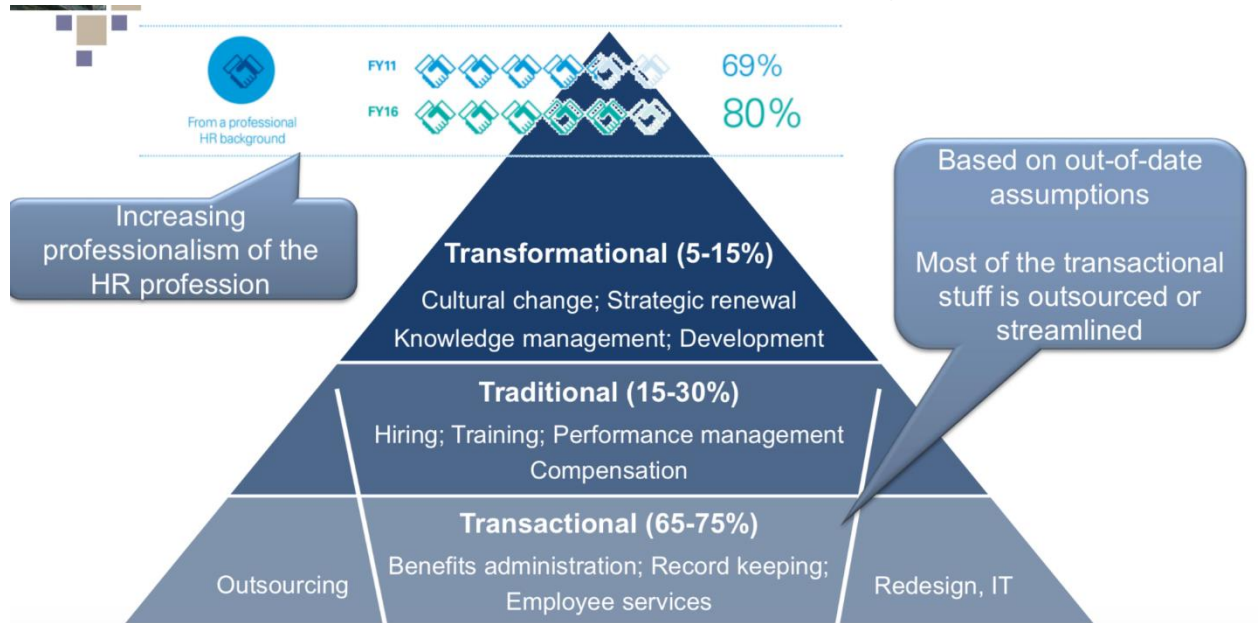 FY11
69%
FY16
80%
From a professional
HR background
Increasing
professionalism of the
HR profession
Based on out-of-date
assumptions
Most of the transactional
stuff is outsourced or
streamlined
Transformational (5-15%)
Cultural change; Strategic renewal
Knowledge management; Development
Traditional (15-30%)
Hiring; Training; Performance management
Compensation
Transactional (65-75%)
Benefits administration; Record keeping;
Employee services
Outsourcing
Redesign, IT